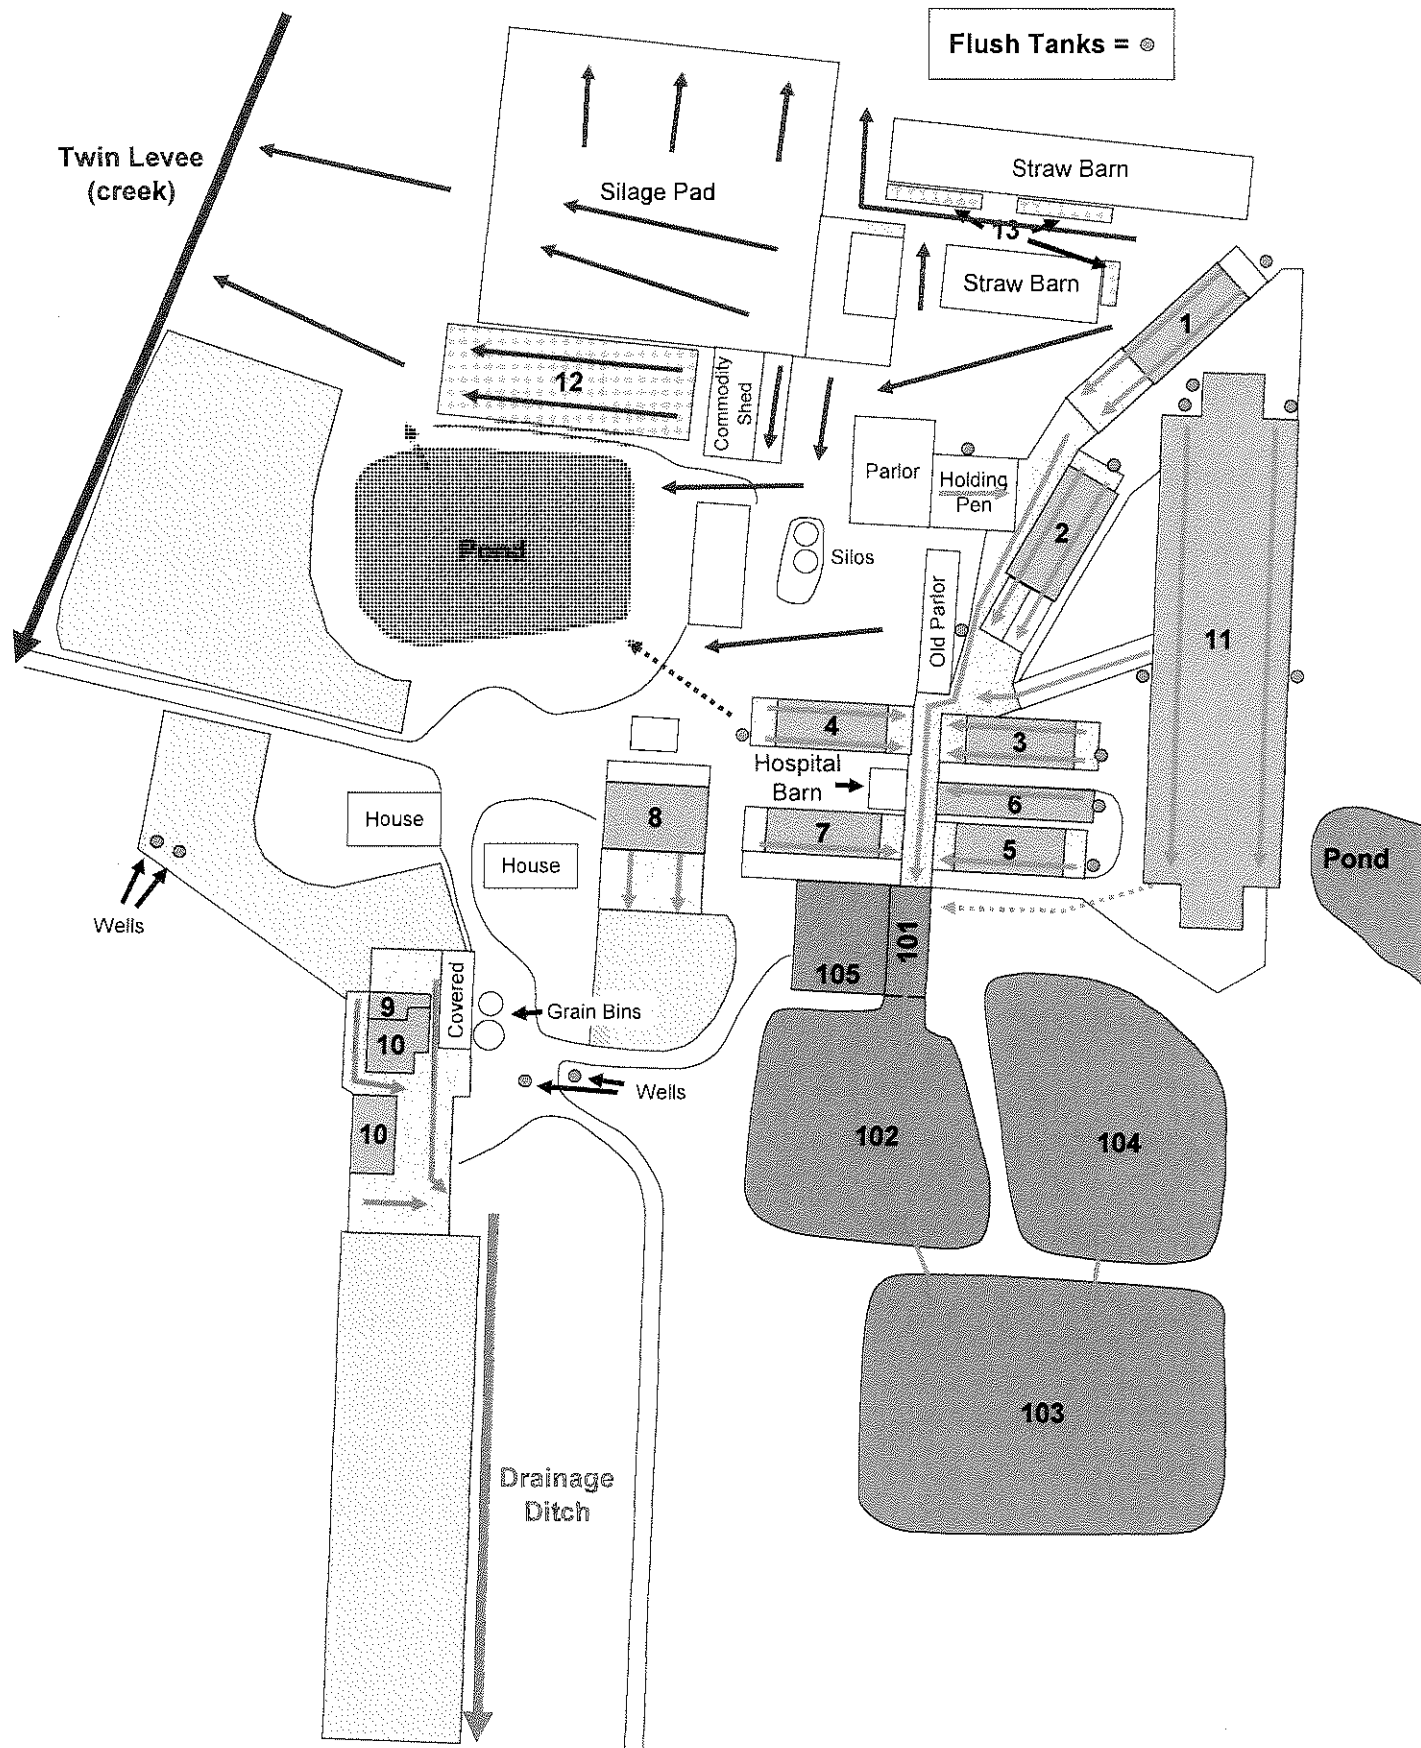 Flush Tanks =
Twin Levee
(creek)
Straw Barn
Silage Pad
13
Straw Barn
1
12
Commodity
Shed
Parlor
Holding
Pen
2
Pond
Silos
Old Parlor
11
4
3
Hospital
Barn
6
House
8
7
5
House
Pond
Wells
101
105
9
Covered
Grain Bins
10
Wells
10
102
104
103
Drainage
Ditch